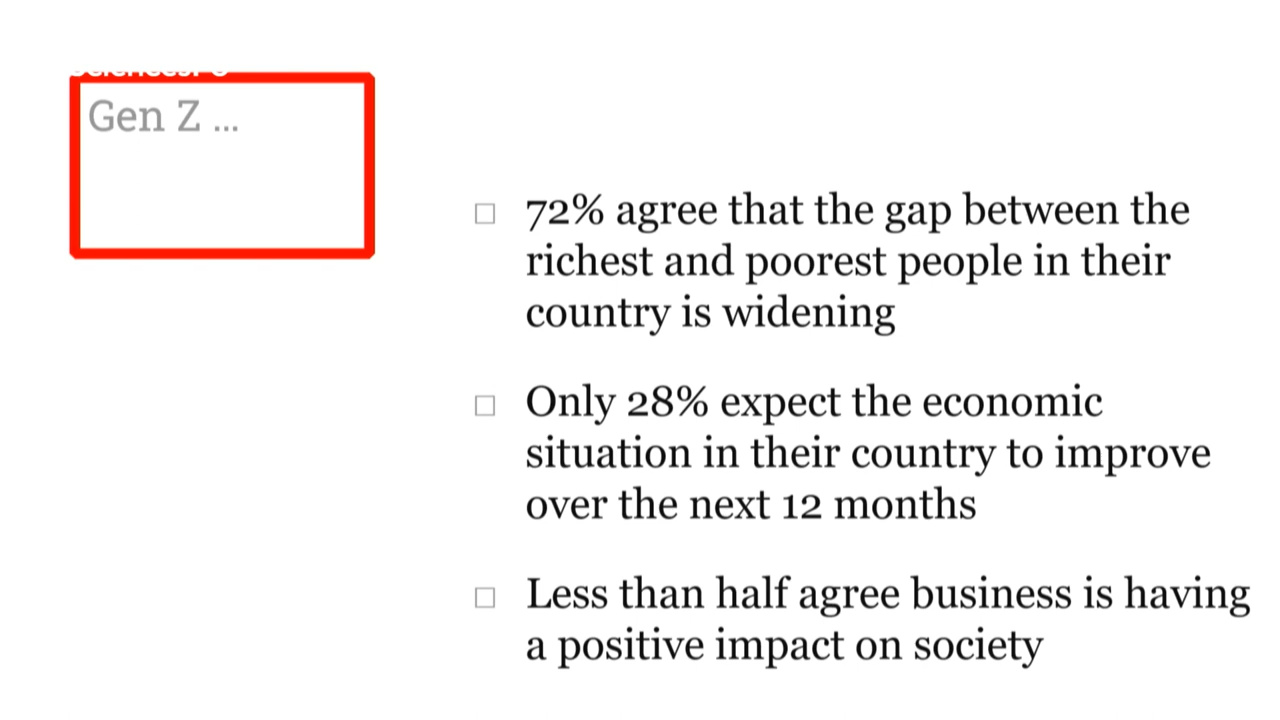 Gen Z ...
72% agree that the gap between the
richest and poorest people in their
country is widening
Only 28% expect the economic
situation in their country to improve
over the next 12 months
Less than half agree business is having
a positive impact on society